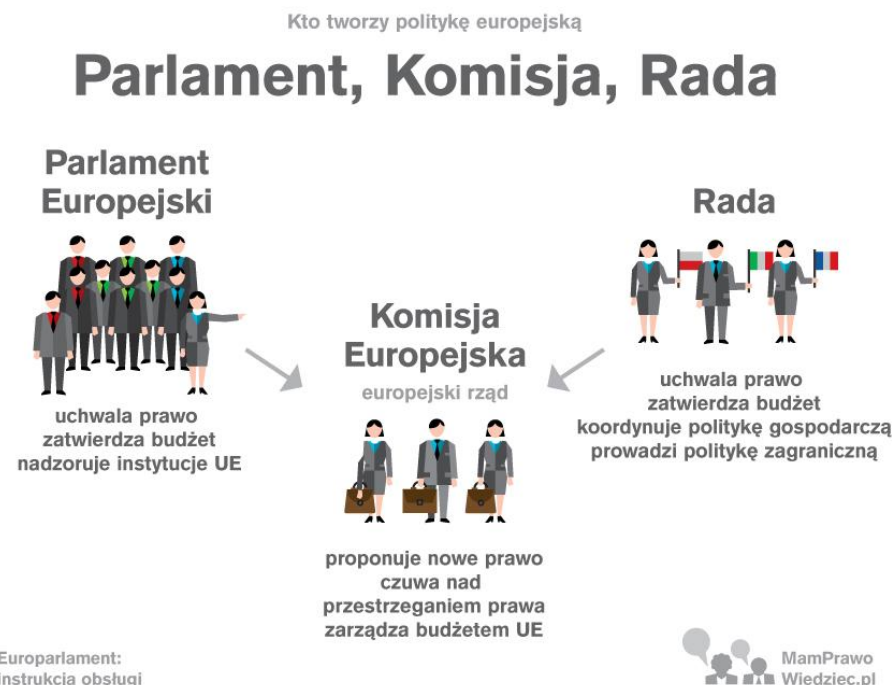 Kto tworzy politykę europejską
Parlament, Komisja, Rada
Parlament
Europejski
uchwala prawo
zatwierdza budżet
nadzoruje instytucje UE
Komisja
Europejska
europejski rząd
proponuje nowe prawo
czuwa nad
przestrzeganiem prawa
zarządza budżetem UE
Rada
uchwala prawo
zatwierdza budżet
koordynuje politykę gospodarczą
prowadzi politykę zagraniczną
Europarlament:
Instrukcja obsługi
MamPrawo
Wiedziec.pl